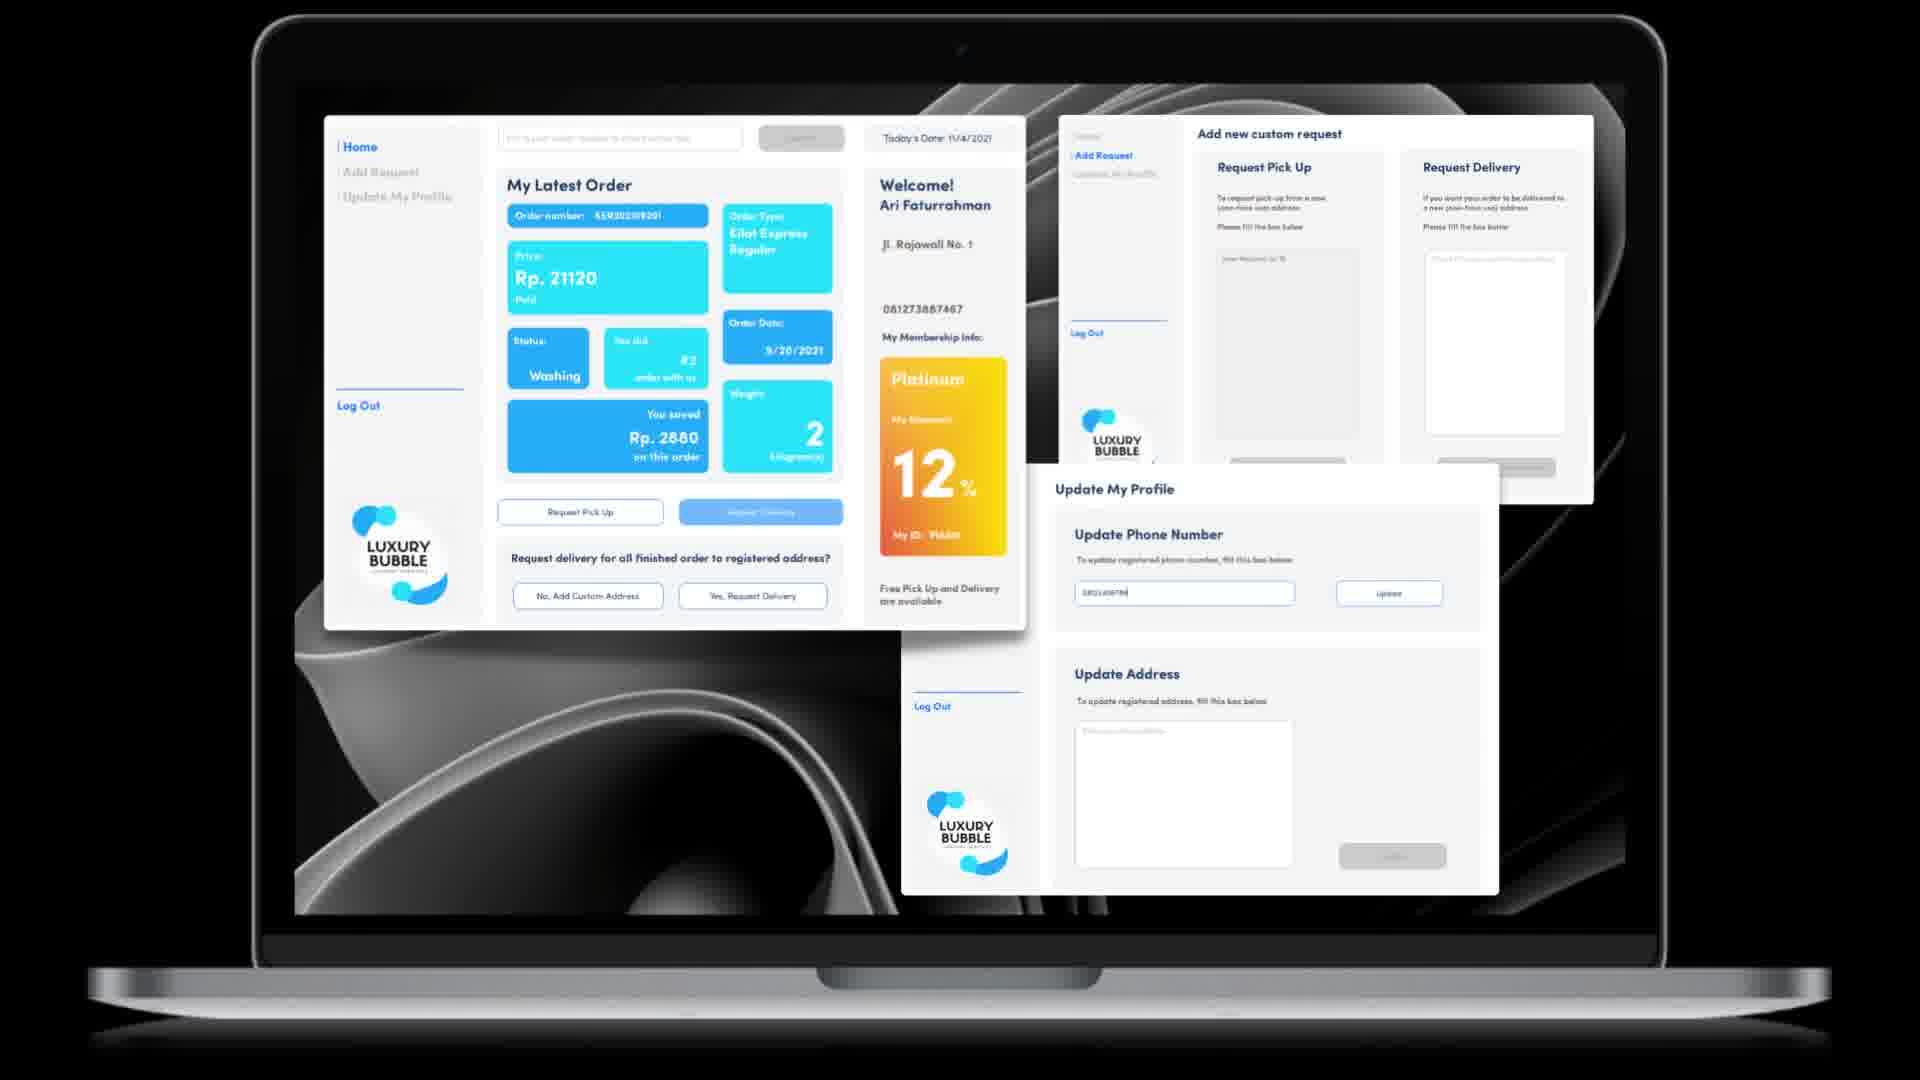 Home
Add Request
Update My Profile
Log Out
LUXURY
BUBBLE
Today's Date: 11/4/2021
My Latest Order
Order number:
Price:
Rp. 21120
Paid
Order Type:
Kilat Express
Regular
Status:
Washing
You did
#2
order with us
Order Date:
9/20/2021
You saved
Rp. 2880
on this order
Weight:
2
kilogram(s)
Request Pick Up
Request Delivery
Request delivery for all finished order to registered address?
No, Add Custom Address
Yes, Request Delivery
Welcome!
Ari Faturrahman
Jl. Rajawali No. 1
081273887467
My Membership Info:
Platinum
12%
My ID:
Free Pick Up and Delivery
are available
Add Request
Update My Profile
Log Out
LUXURY
BUBBLE
Add new custom request
Request Pick Up
To request pick-up from a new
(one-time use) address
Please fill the box below
Request Delivery
If you want your order to be delivered to
a new (one-time use) address
Please fill the box below
Log Out
LUXURY
BUBBLE
Update My Profile
Update Phone Number
To update registered phone number, fill this box below
Update
Update Address
To update registered address, fill this box below